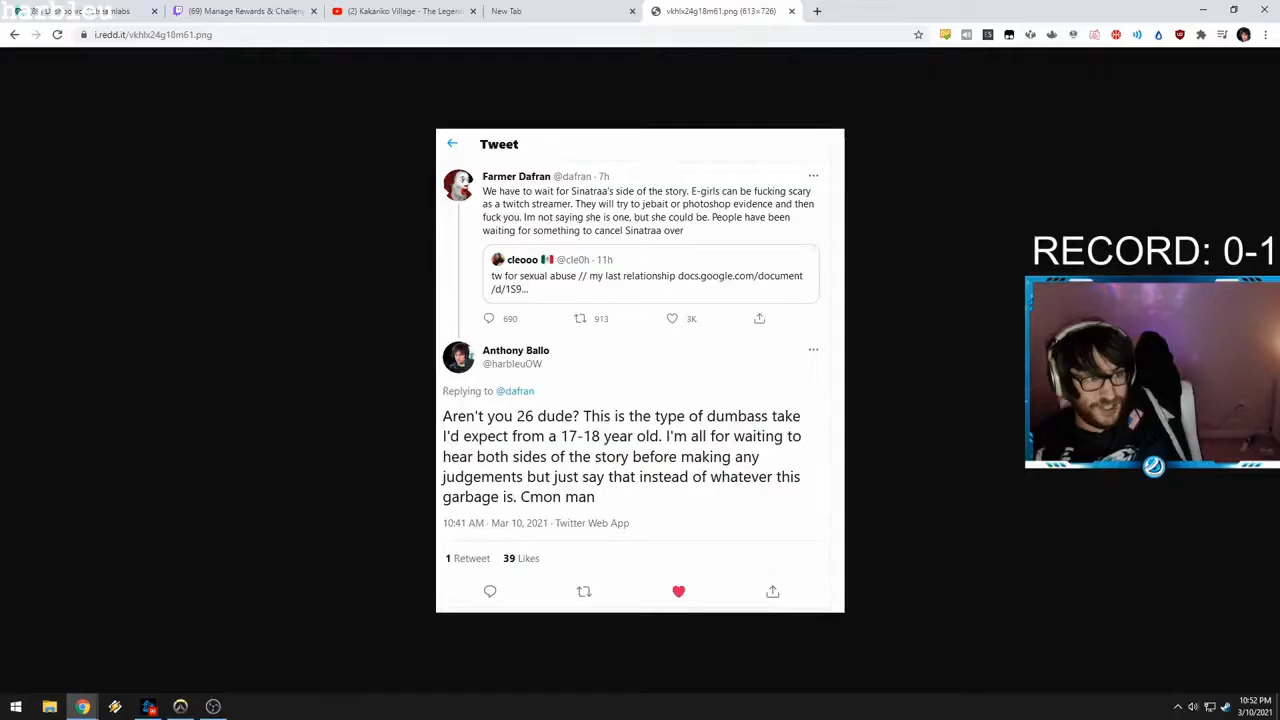 harbleu
(69) Manage Rewards & Challen
(2) Kakariko Village - The Legen
New Tab
vkhlx24g18m61.png (613×726)
i.redd.it/vkhlx24g18m61.png
Tweet
Farmer Dafran @dafran · 7h
We have to wait for Sinatraa's side of the story. E-girls can be fucking scary
as a twitch streamer. They will try to jebait or photoshop evidence and then
fuck you. Im not saying she is one, but she could be. People have been
waiting for something to cancel Sinatraa over
cleooo 🇲🇽 @cle0h · 11h
tw for sexual abuse // my last relationship docs.google.com/document
/d/1S9...
690 913 3K
Anthony Ballo
@harbleuOW
Replying to @dafran
Aren't you 26 dude? This is the type of dumbass take
I'd expect from a 17-18 year old. I'm all for waiting to
hear both sides of the story before making any
judgements but just say that instead of whatever this
garbage is. Cmon man
10:41 AM · Mar 10, 2021 · Twitter Web App
1 Retweet 39 Likes
RECORD: 0-1
10:52 PM
3/10/2021